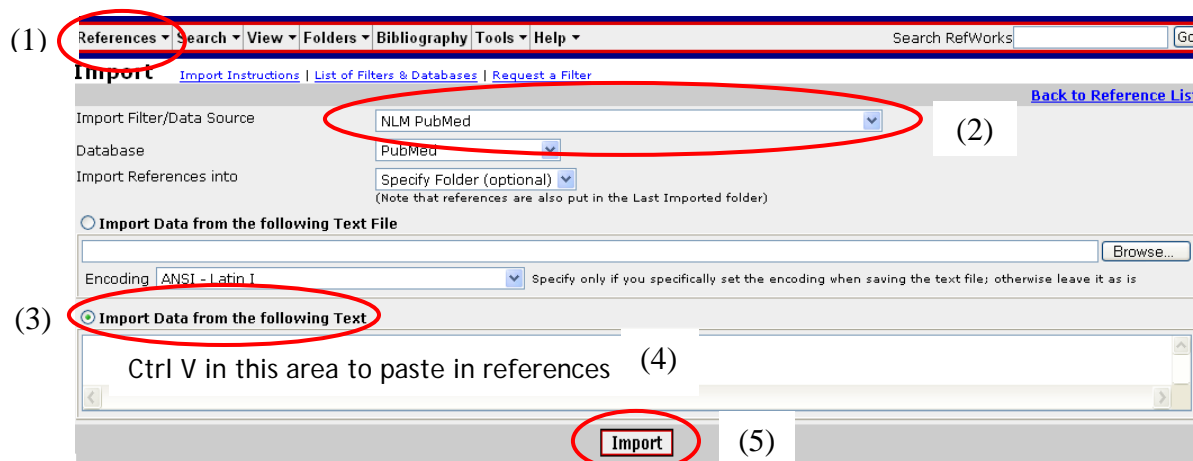 (1) References Search View Folders Bibliography Tools Help Search RefWorks Go
Import Import Instructions | List of Filters & Databases | Request a Filter
Back to Reference List
Import Filter/Data Source NLM PubMed (2)
Database PubMed
Import References into Specify Folder (optional)
(Note that references are also put in the Last Imported folder)
Import Data from the following Text File
Browse...
Encoding ANSI - Latin I Specify only if you specifically set the encoding when saving the text file; otherwise leave it as is
(3) Import Data from the following Text
Ctrl V in this area to paste in references (4)
Import (5)